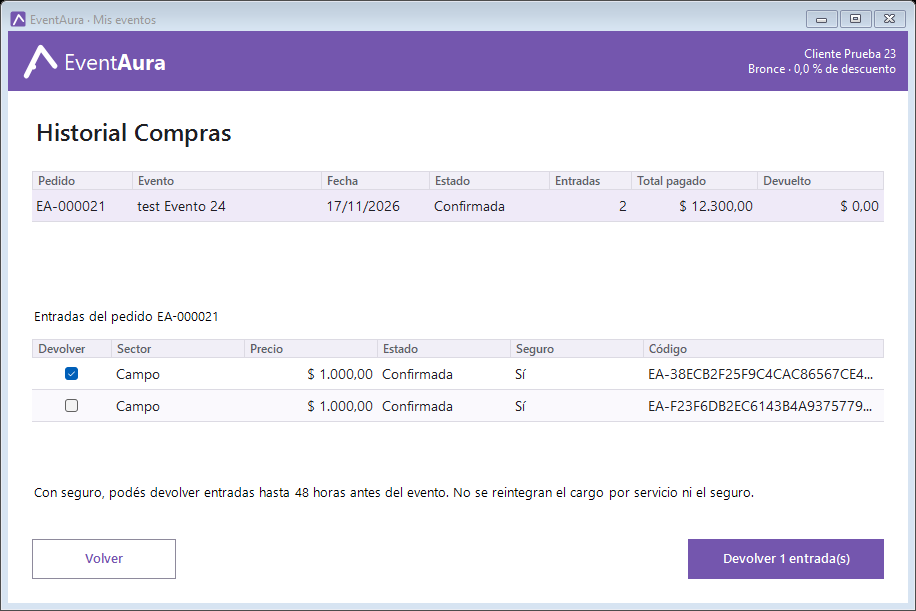 EventAura · Mis eventos
EventAura
Cliente Prueba 23
Bronce · 0,0 % de descuento
Historial Compras
Pedido Evento Fecha Estado Entradas Total pagado Devuelto
EA-000021 test Evento 24 17/11/2026 Confirmada 2 $ 12.300,00 $ 0,00
Entradas del pedido EA-000021
Devolver Sector Precio Estado Seguro Código
Campo $ 1.000,00 Confirmada Sí EA-38ECB2F25F9C4CAC86567CE4...
Campo $ 1.000,00 Confirmada Sí EA-F23F6DB2EC6143B4A9375779...
Con seguro, podés devolver entradas hasta 48 horas antes del evento. No se reintegran el cargo por servicio ni el seguro.
Volver
Devolver 1 entrada(s)